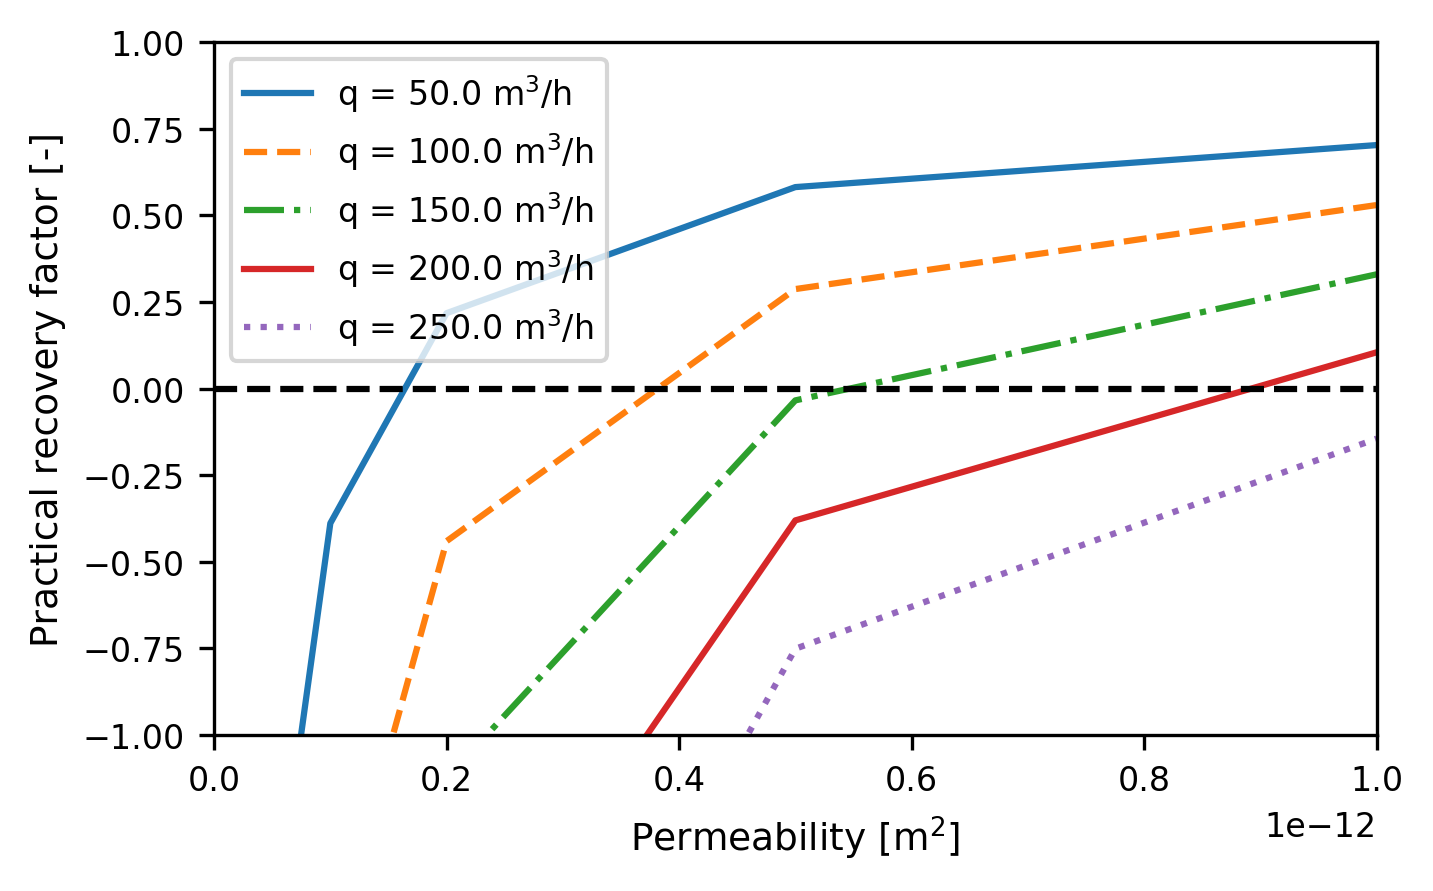 1.00
0.75
0.50
0.25
0.00
−0.25
−0.50
−0.75
−1.00
Practical recovery factor [-]
q = 50.0 m³/h
q = 100.0 m³/h
q = 150.0 m³/h
q = 200.0 m³/h
q = 250.0 m³/h
0.0 0.2 0.4 0.6 0.8 1.0
1e−12
Permeability [m²]